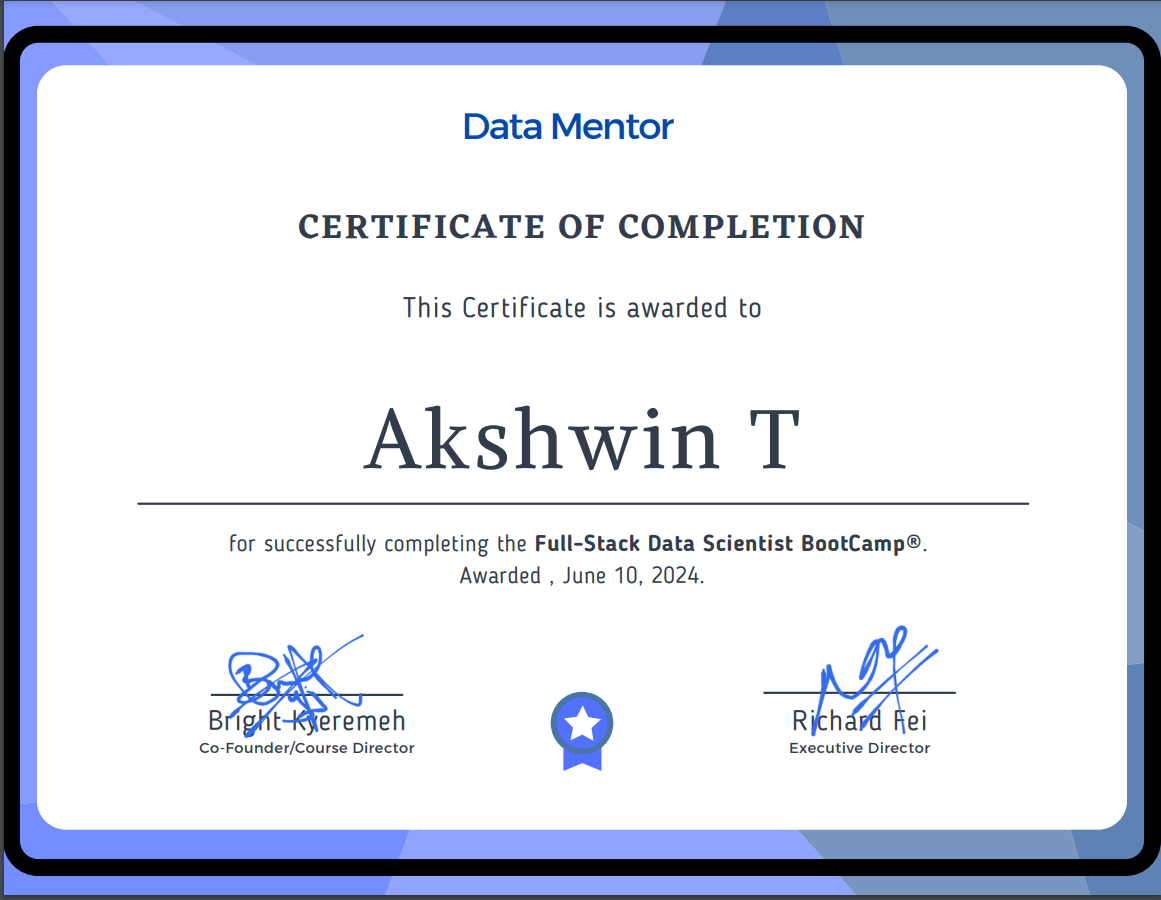 Data Mentor
CERTIFICATE OF COMPLETION
This Certificate is awarded to
Akshwin T
for successfully completing the Full-Stack Data Scientist BootCamp®.
Awarded , June 10, 2024.
Bright Kyeremeh
Co-Founder/Course Director
Richard Fei
Executive Director